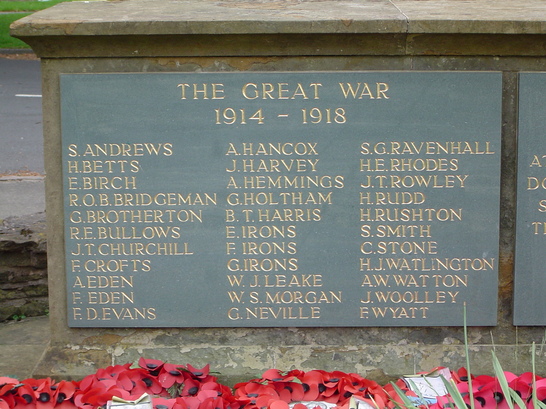 THE GREAT WAR
1914 - 1918
S. ANDREWS
H. BETTS
E. BIRCH
R.O.B. BRIDGEMAN
G. BROTHERTON
R.E. BULLOWS
J.T. CHURCHILL
F. CROFTS
A. EDEN
F. EDEN
F.D. EVANS
A. HANCOX
J. HARVEY
A. HEMMINGS
G. HOLTHAM
B.T. HARRIS
E. IRONS
F. IRONS
G. IRONS
W.J. LEAKE
W.S. MORGAN
G. NEVILLE
S.G. RAVENHALL
H.E. RHODES
J.T. ROWLEY
H. RUDD
H. RUSHTON
S. SMITH
C. STONE
H.J. WATLINGTON
A.W. WATTON
J. WOOLLEY
F. WYATT